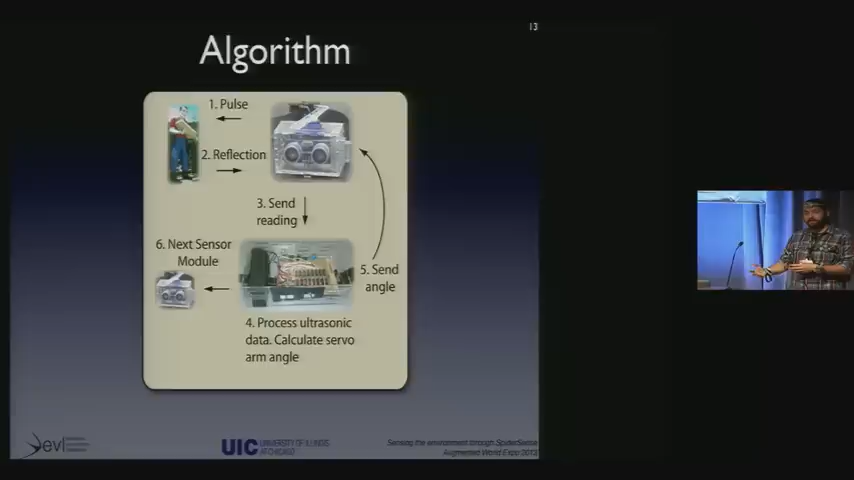 13
Algorithm
1. Pulse
2. Reflection
3. Send
reading
6. Next Sensor
Module
5. Send
angle
4. Process ultrasonic
data. Calculate servo
arm angle
evl
UIC UNIVERSITY OF ILLINOIS
AT CHICAGO
Sensing the environment through SpiderSense
Augmented World Expo 2013